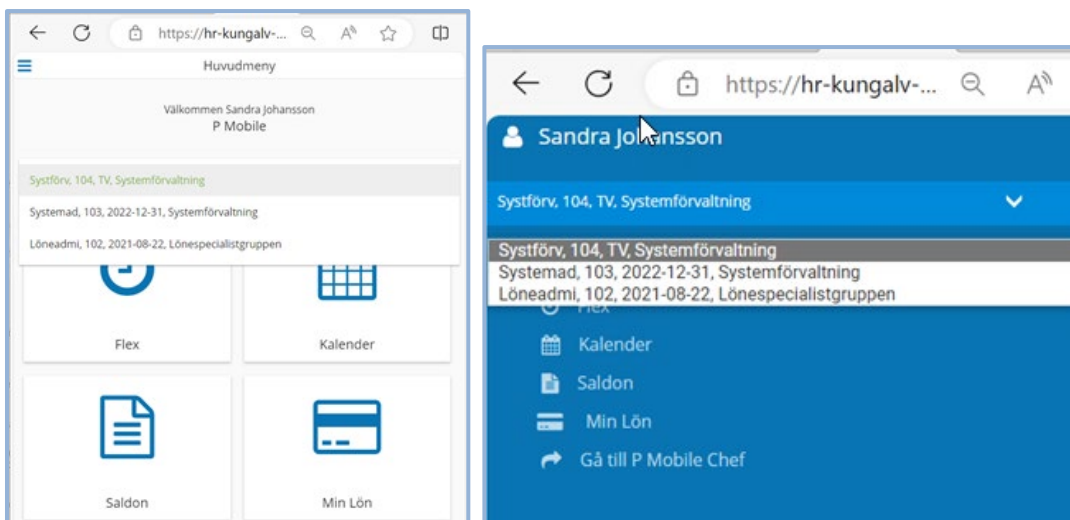 https://hr-kungalv-...
Huvudmeny
Välkommen Sandra Johansson
P Mobile
Systförv, 104, TV, Systemförvaltning
Systemad, 103, 2022-12-31, Systemförvaltning
Löneadmi, 102, 2021-08-22, Lönespecialistgruppen
Flex
Kalender
Saldon
Min Lön
https://hr-kungalv-...
Sandra Johansson
Systförv, 104, TV, Systemförvaltning
Systförv, 104, TV, Systemförvaltning
Systemad, 103, 2022-12-31, Systemförvaltning
Löneadmi, 102, 2021-08-22, Lönespecialistgruppen
Flex
Kalender
Saldon
Min Lön
Gå till P Mobile Chef